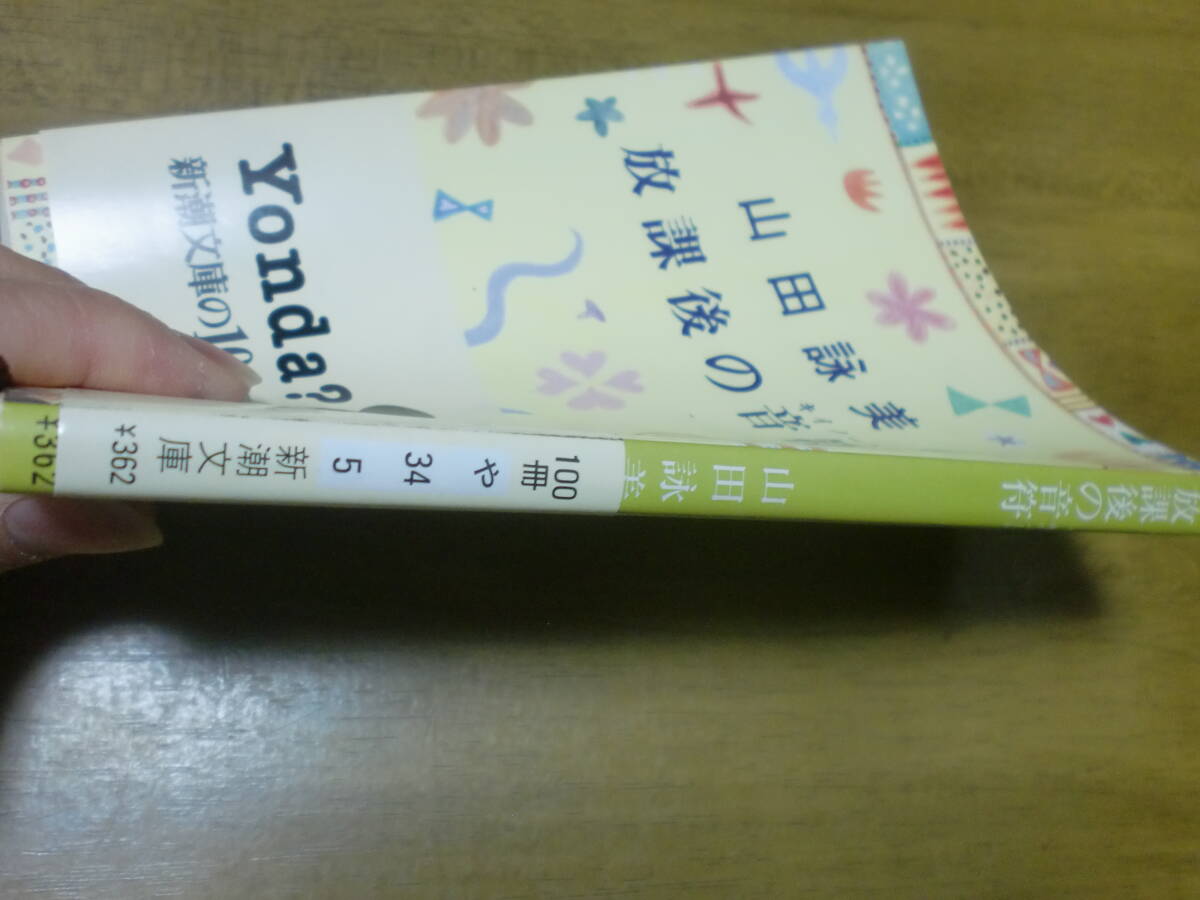 山田詠美
放課後の音
Yonda?
新潮文庫の10
放課後の音符
山田詠美
100冊
や
34
5
新潮文庫
¥362
¥362